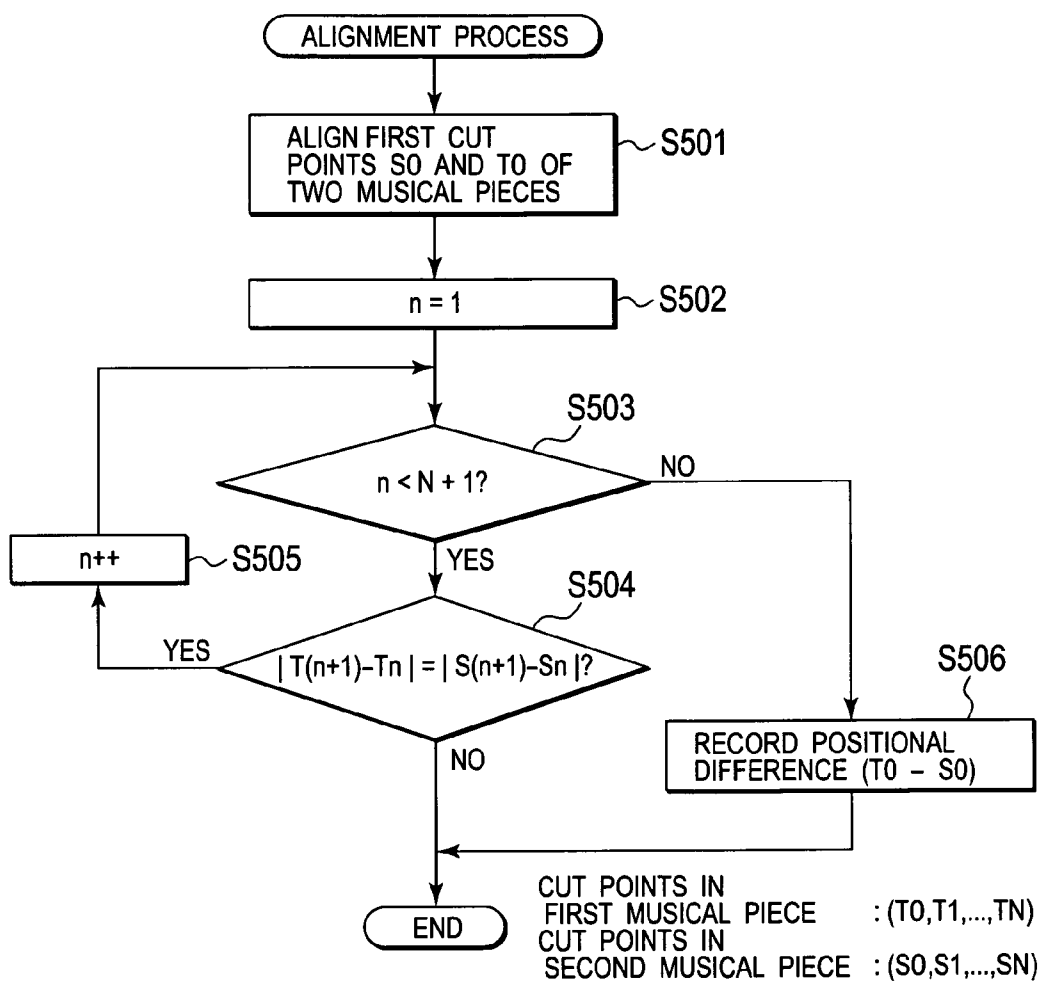 ALIGNMENT PROCESS
ALIGN FIRST CUT
POINTS S0 AND T0 OF
TWO MUSICAL PIECES
S501
n = 1
S502
S503
n < N + 1?
NO
YES
n++
S505
S504
YES
| T(n+1)–Tn | = | S(n+1)–Sn |?
NO
S506
RECORD POSITIONAL
DIFFERENCE (T0 – S0)
END
CUT POINTS IN
FIRST MUSICAL PIECE : (T0,T1,...,TN)
CUT POINTS IN
SECOND MUSICAL PIECE : (S0,S1,...,SN)